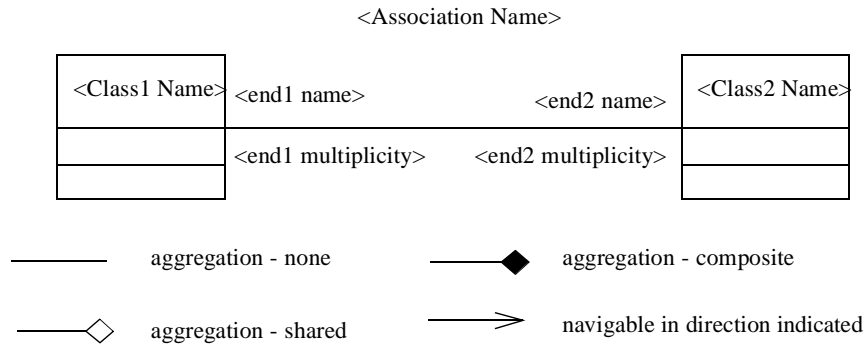 <Association Name>
<Class1 Name>
<end1 name>
<end2 name>
<Class2 Name>
<end1 multiplicity>
<end2 multiplicity>
aggregation - none
aggregation - composite
aggregation - shared
navigable in direction indicated